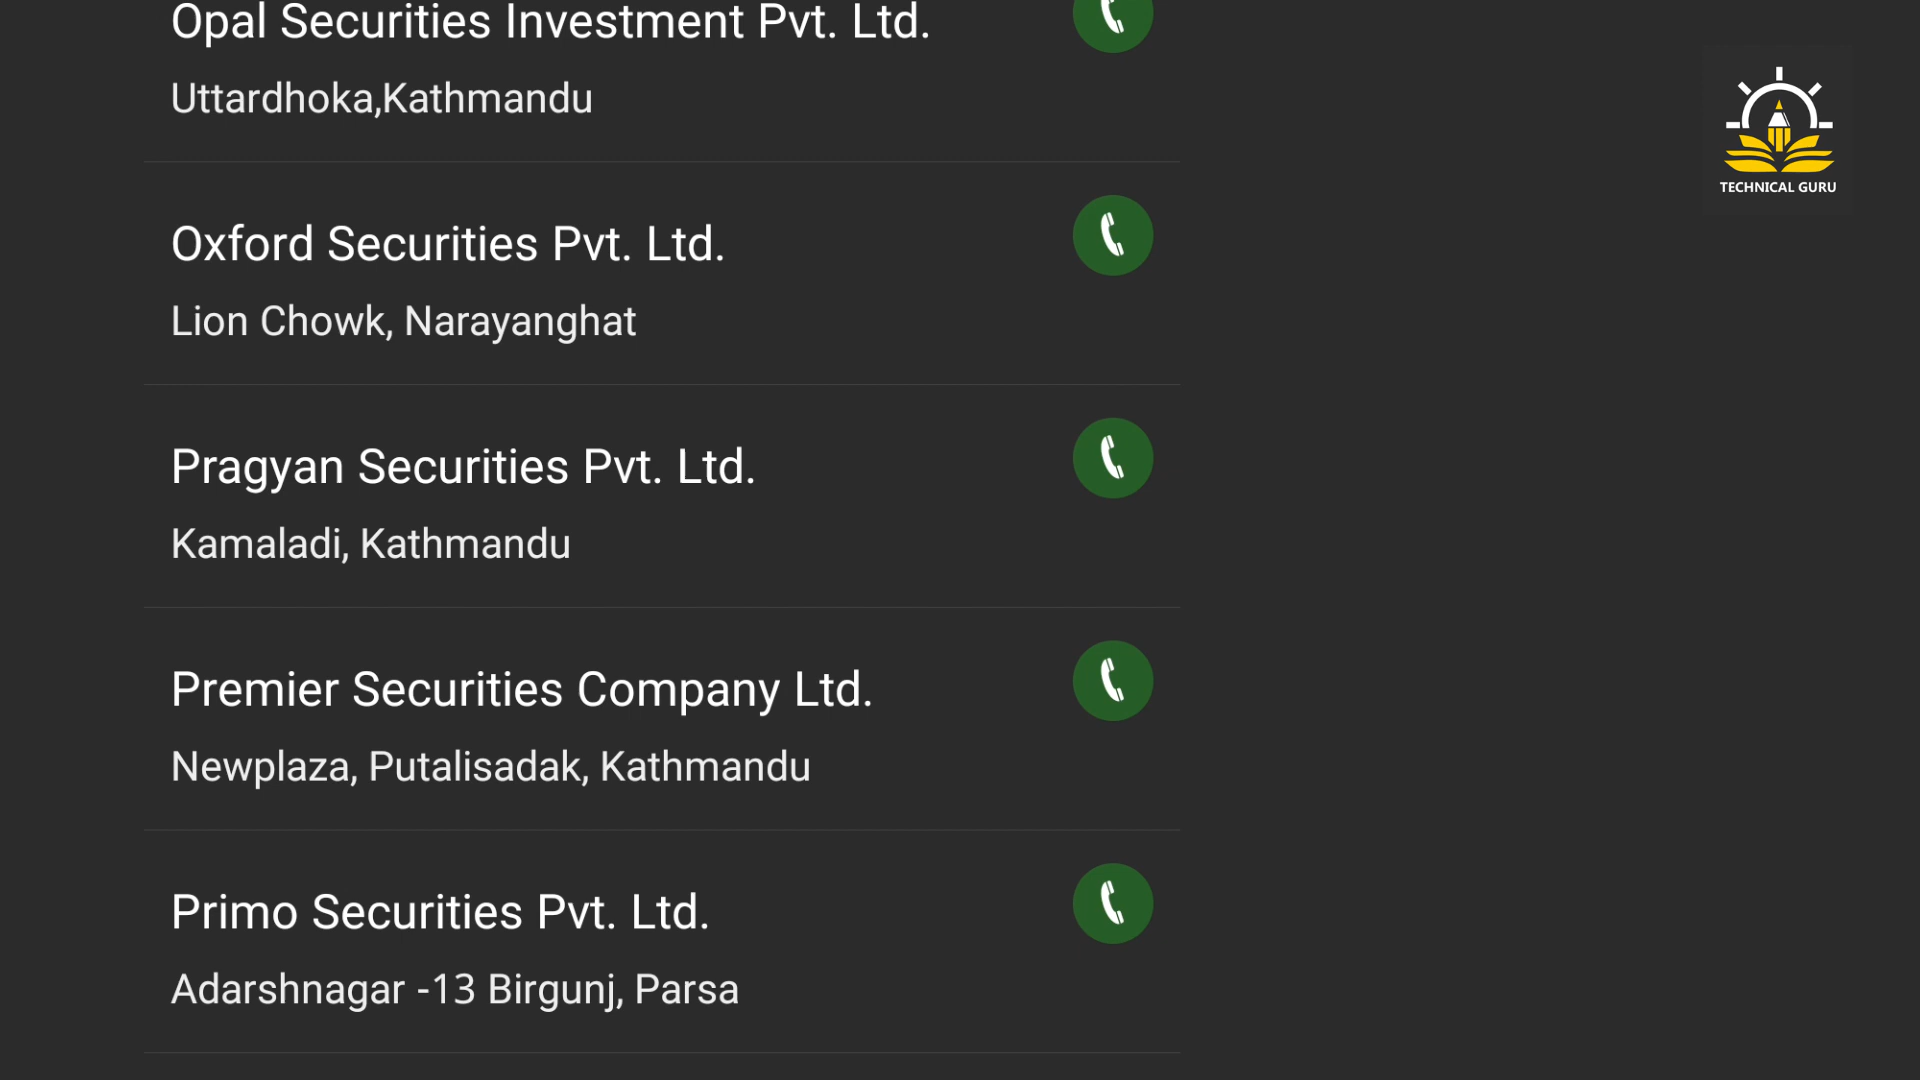 Opal Securities Investment Pvt. Ltd.
Uttardhoka,Kathmandu
TECHNICAL GURU
Oxford Securities Pvt. Ltd.
Lion Chowk, Narayanghat
Pragyan Securities Pvt. Ltd.
Kamaladi, Kathmandu
Premier Securities Company Ltd.
Newplaza, Putalisadak, Kathmandu
Primo Securities Pvt. Ltd.
Adarshnagar -13 Birgunj, Parsa